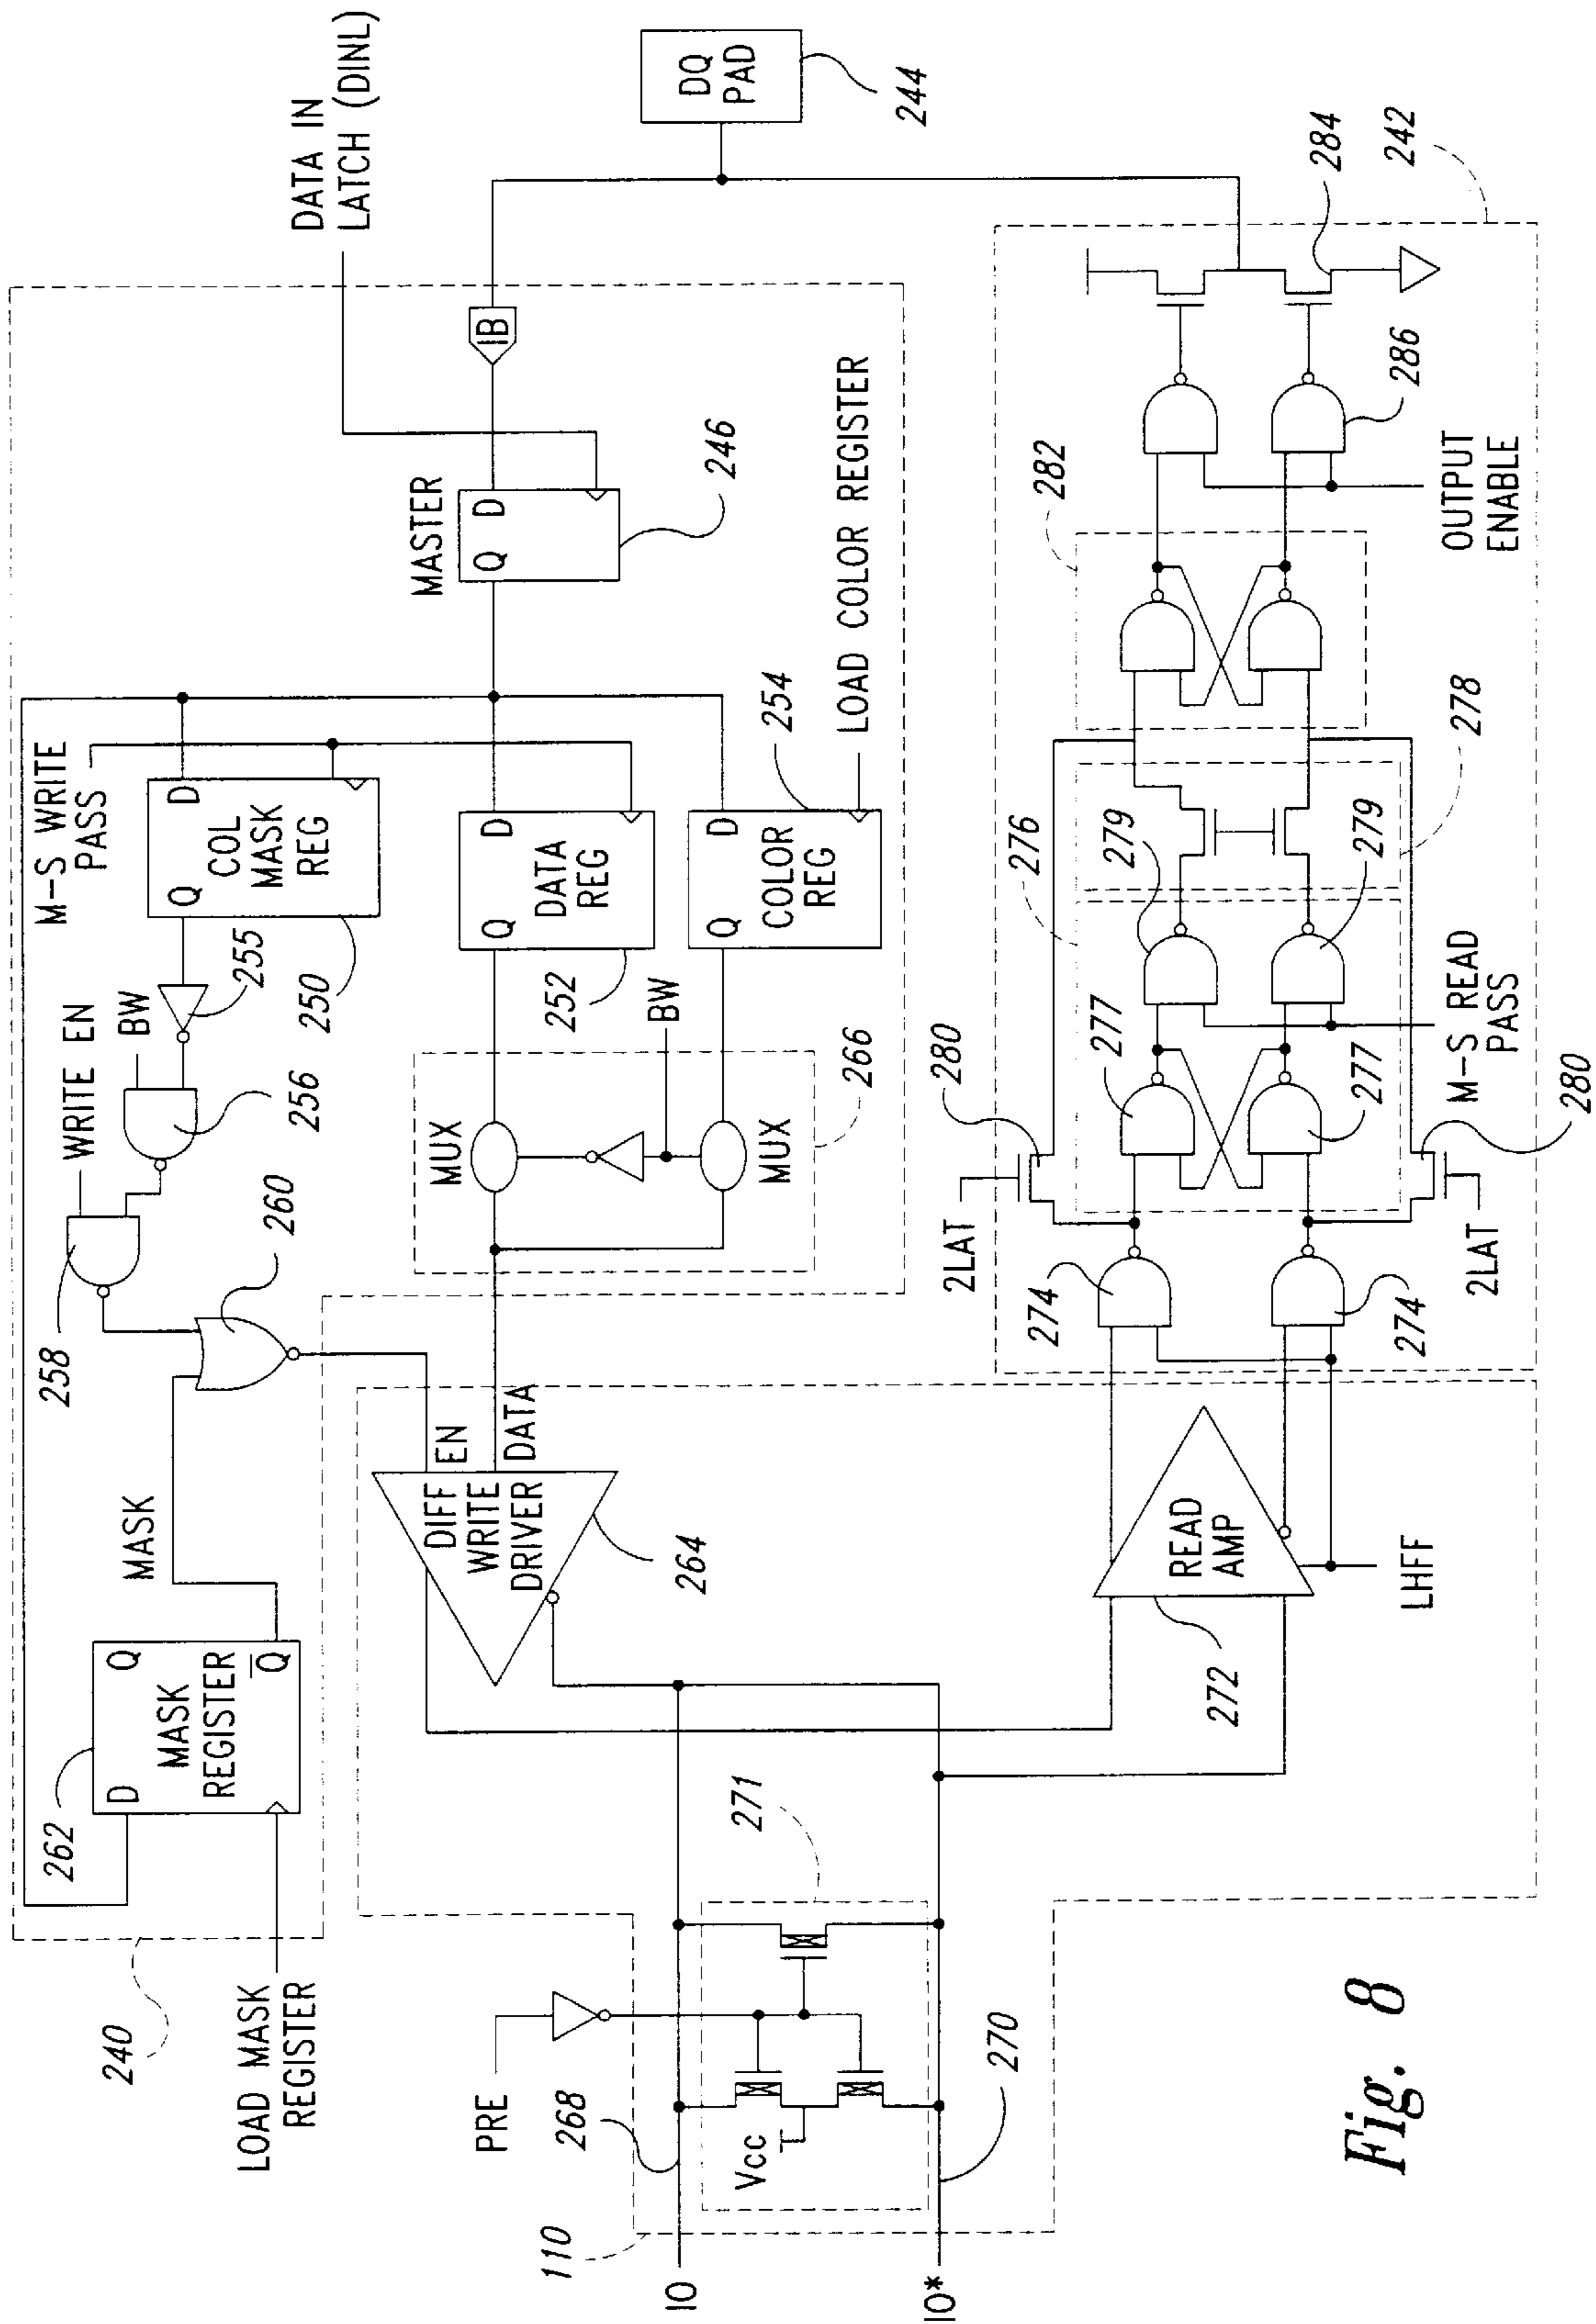 DATA IN
LATCH (DINL)
DQ
PAD
244
IB
MASTER
D
Q
246
M-S WRITE
PASS
D
COL
MASK
REG
Q
250
255
WRITE EN
BW
256
258
260
D
DATA
REG
Q
252
D
COLOR
REG
Q
254
LOAD COLOR REGISTER
BW
MUX
MUX
266
MASK
262
D
Q
MASK
REGISTER
Q
LOAD MASK
REGISTER
240
EN
DATA
DIFF
WRITE
DRIVER
264
READ
AMP
272
LHFF
PRE
268
Vcc
271
270
110
IO
IO*
274
274
2LAT
2LAT
280
280
277
277
276
279
279
278
M-S READ
PASS
282
OUTPUT
ENABLE
286
284
242
Fig. 8